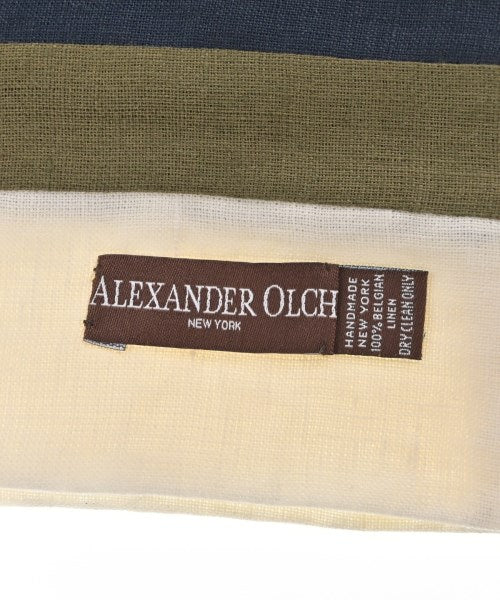 ALEXANDER OLCH
NEW YORK
HANDMADE
NEW YORK
100% BELGIAN
LINEN
DRY CLEAN ONLY